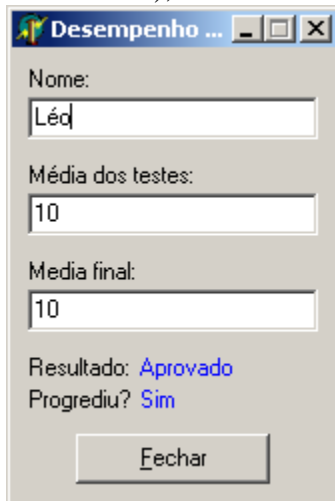 Desempenho ...
Nome:
Léo
Média dos testes:
10
Media final:
10
Resultado: Aprovado
Progrediu? Sim
Fechar